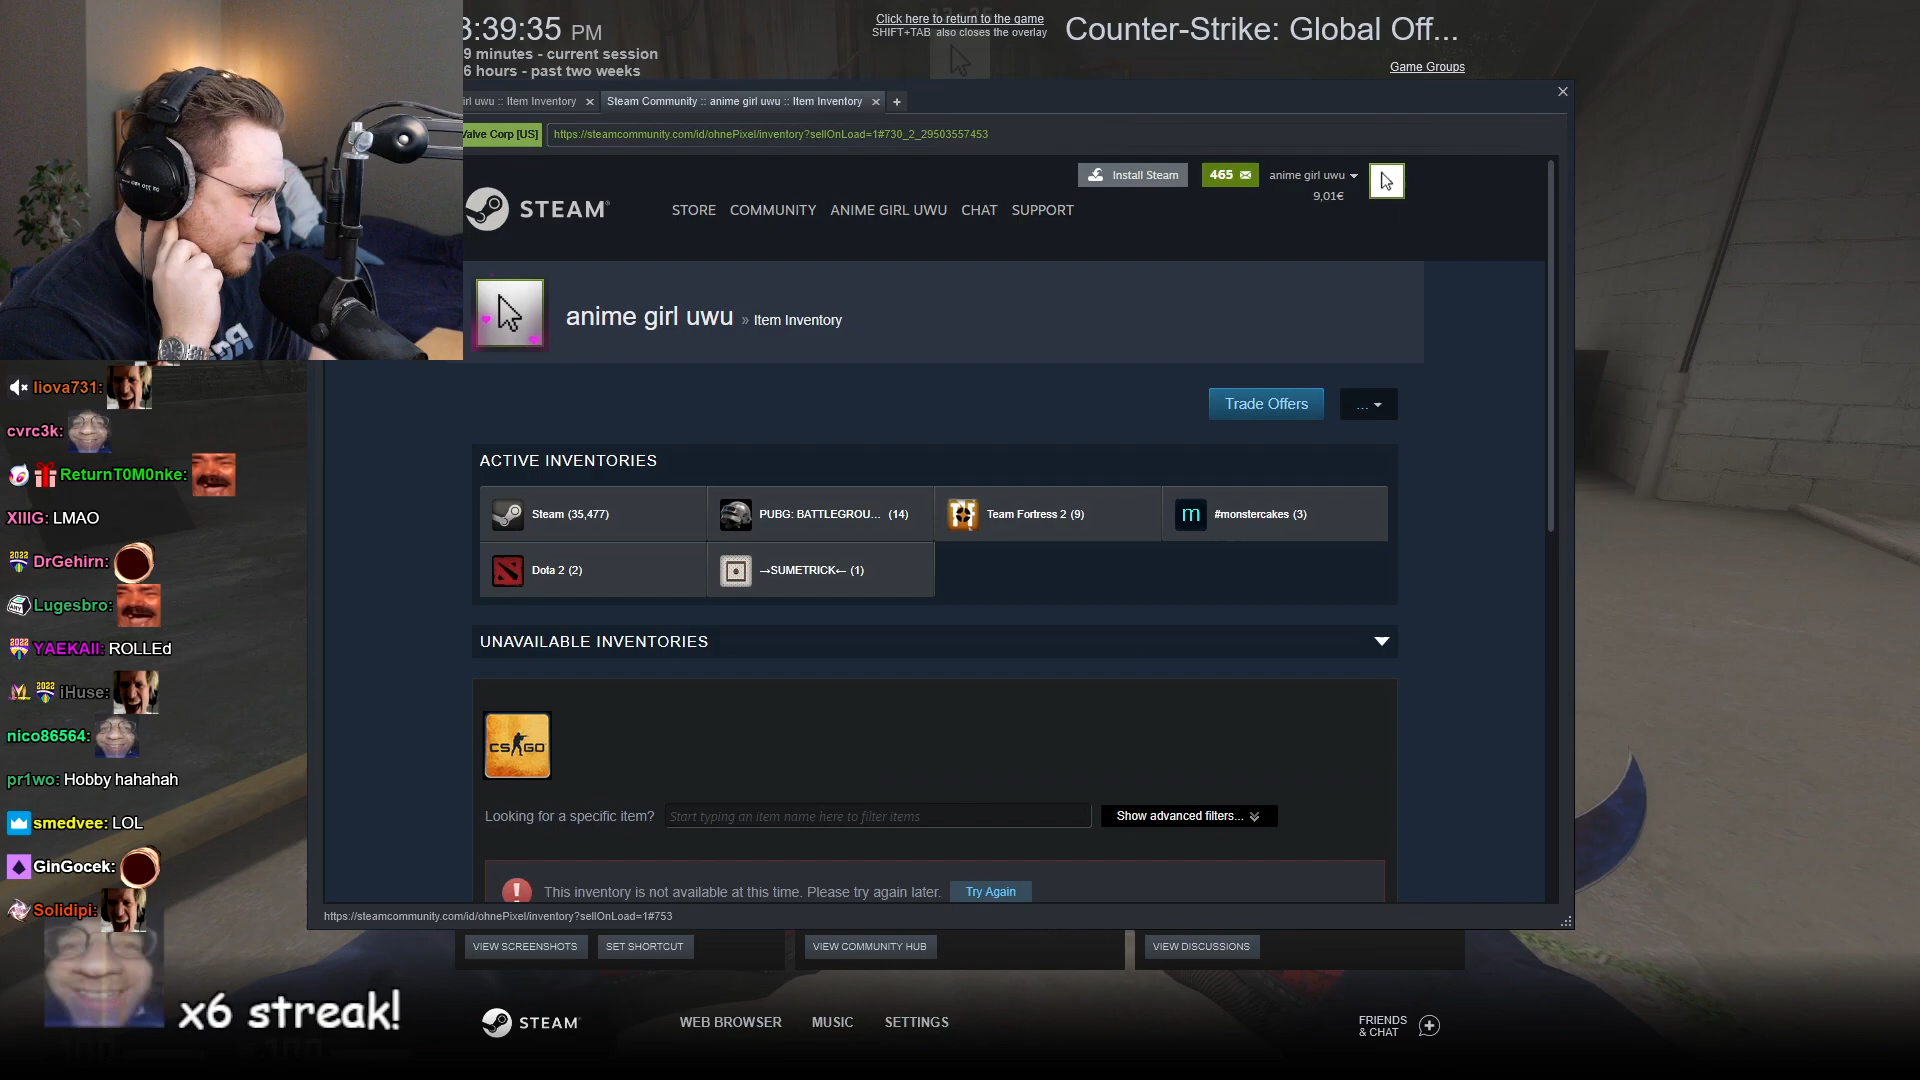 8:39:35 PM
9 minutes - current session
6 hours - past two weeks
Click here to return to the game
SHIFT+TAB also closes the overlay
Counter-Strike: Global Off...
Game Groups
irl uwu :: Item Inventory
Steam Community :: anime girl uwu :: Item Inventory
Valve Corp [US]
https://steamcommunity.com/id/ohnePixel/inventory?sellOnLoad=1#730_2_29503557453
Install Steam
465
anime girl uwu
9,01€
STEAM
STORE COMMUNITY ANIME GIRL UWU CHAT SUPPORT
anime girl uwu » Item Inventory
Trade Offers
...
ACTIVE INVENTORIES
Steam (35,477)
PUBG: BATTLEGROU... (14)
Team Fortress 2 (9)
m
#monstercakes (3)
Dota 2 (2)
→SUMETRICK← (1)
UNAVAILABLE INVENTORIES
CS GO
Looking for a specific item?
Start typing an item name here to filter items
Show advanced filters...
This inventory is not available at this time. Please try again later.
Try Again
https://steamcommunity.com/id/ohnePixel/inventory?sellOnLoad=1#753
VIEW SCREENSHOTS
SET SHORTCUT
VIEW COMMUNITY HUB
VIEW DISCUSSIONS
STEAM
WEB BROWSER
MUSIC
SETTINGS
FRIENDS
& CHAT
liova731:
cvrc3k:
ReturnT0M0nke:
XIIIG: LMAO
2022 DrGehirn:
Lugesbro:
2022 YAEKAII: ROLLEd
2022 iHuse:
nico86564:
pr1wo: Hobby hahahah
smedvee: LOL
GinGocek:
Solidipi:
x6 streak!